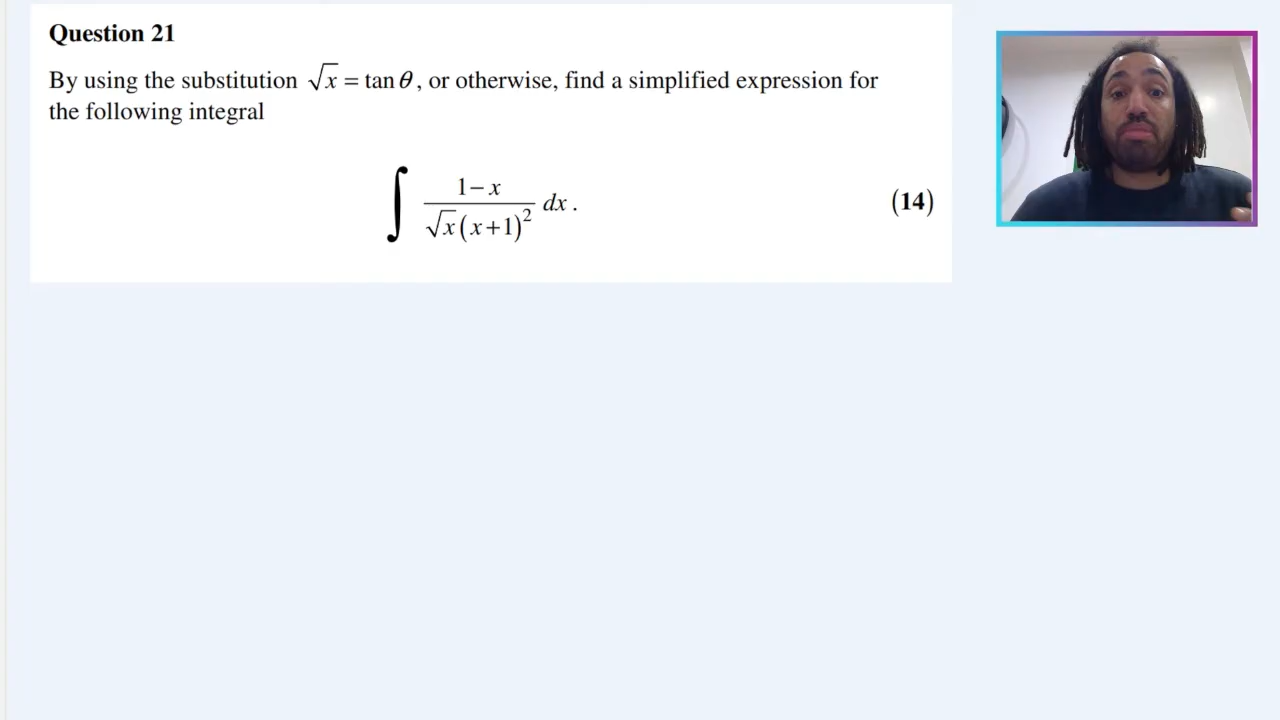 Question 21
By using the substitution √x = tan θ, or otherwise, find a simplified expression for
the following integral
∫ (1−x)/(√x(x+1)²) dx. (14)